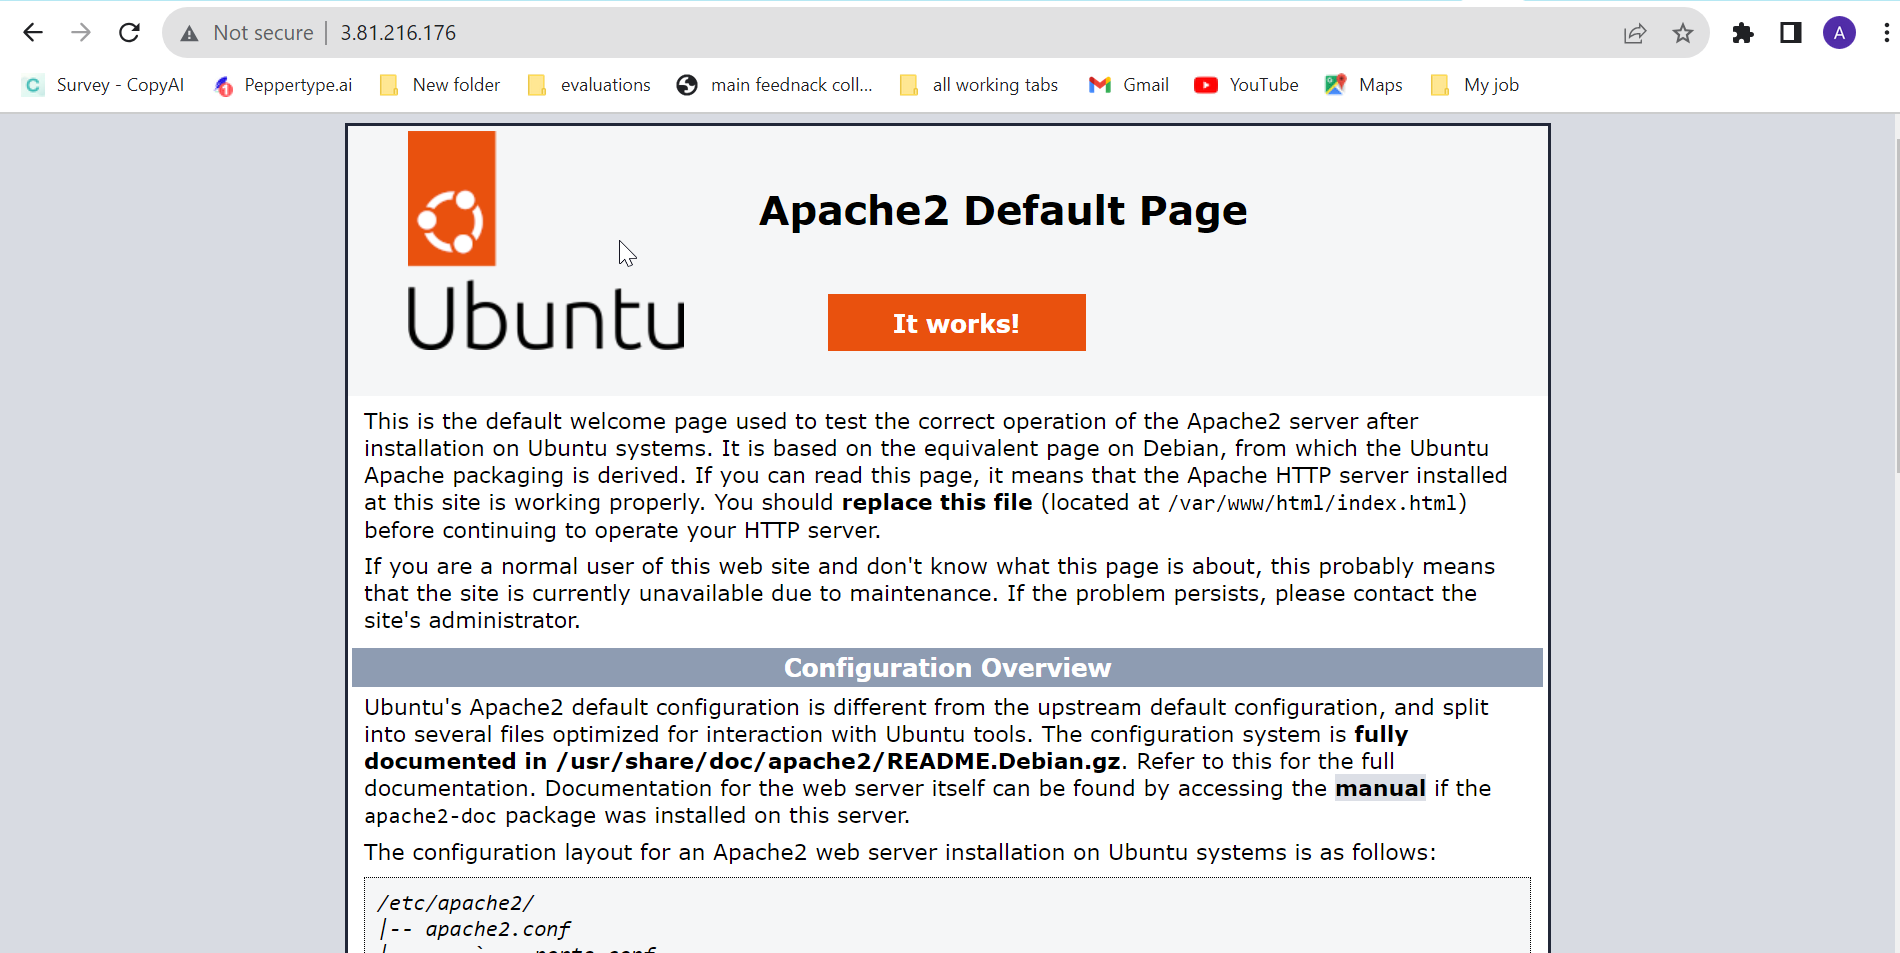 Not secure | 3.81.216.176 A
C Survey - CopyAI 1 Peppertype.ai New folder evaluations main feednack coll... all working tabs Gmail YouTube Maps My job
Ubuntu
Apache2 Default Page
It works!
This is the default welcome page used to test the correct operation of the Apache2 server after
installation on Ubuntu systems. It is based on the equivalent page on Debian, from which the Ubuntu
Apache packaging is derived. If you can read this page, it means that the Apache HTTP server installed
at this site is working properly. You should replace this file (located at /var/www/html/index.html)
before continuing to operate your HTTP server.
If you are a normal user of this web site and don't know what this page is about, this probably means
that the site is currently unavailable due to maintenance. If the problem persists, please contact the
site's administrator.
Configuration Overview
Ubuntu's Apache2 default configuration is different from the upstream default configuration, and split
into several files optimized for interaction with Ubuntu tools. The configuration system is fully
documented in /usr/share/doc/apache2/README.Debian.gz. Refer to this for the full
documentation. Documentation for the web server itself can be found by accessing the manual if the
apache2-doc package was installed on this server.
The configuration layout for an Apache2 web server installation on Ubuntu systems is as follows:
/etc/apache2/
|-- apache2.conf